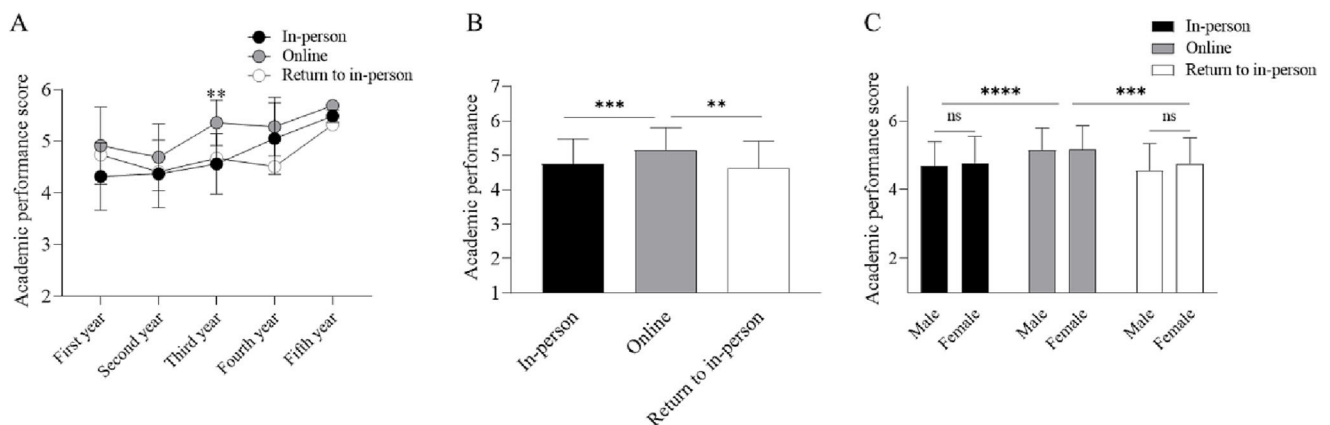 A
In-person
Online
Return to in-person
Academic performance score
6
5
4
3
2
**
First year
Second year
Third year
Fourth year
Fifth year
B
Academic performance
7
6
5
4
3
2
1
***
**
In-person
Online
Return to in-person
C
In-person
Online
Return to in-person
Academic performance score
6
4
2
****
***
ns
ns
Male
Female
Male
Female
Male
Female